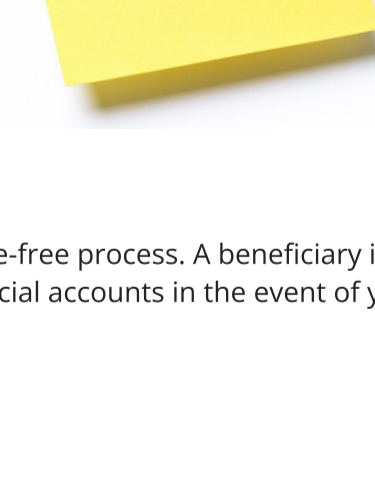 e-free process. A beneficiary i
cial accounts in the event of y